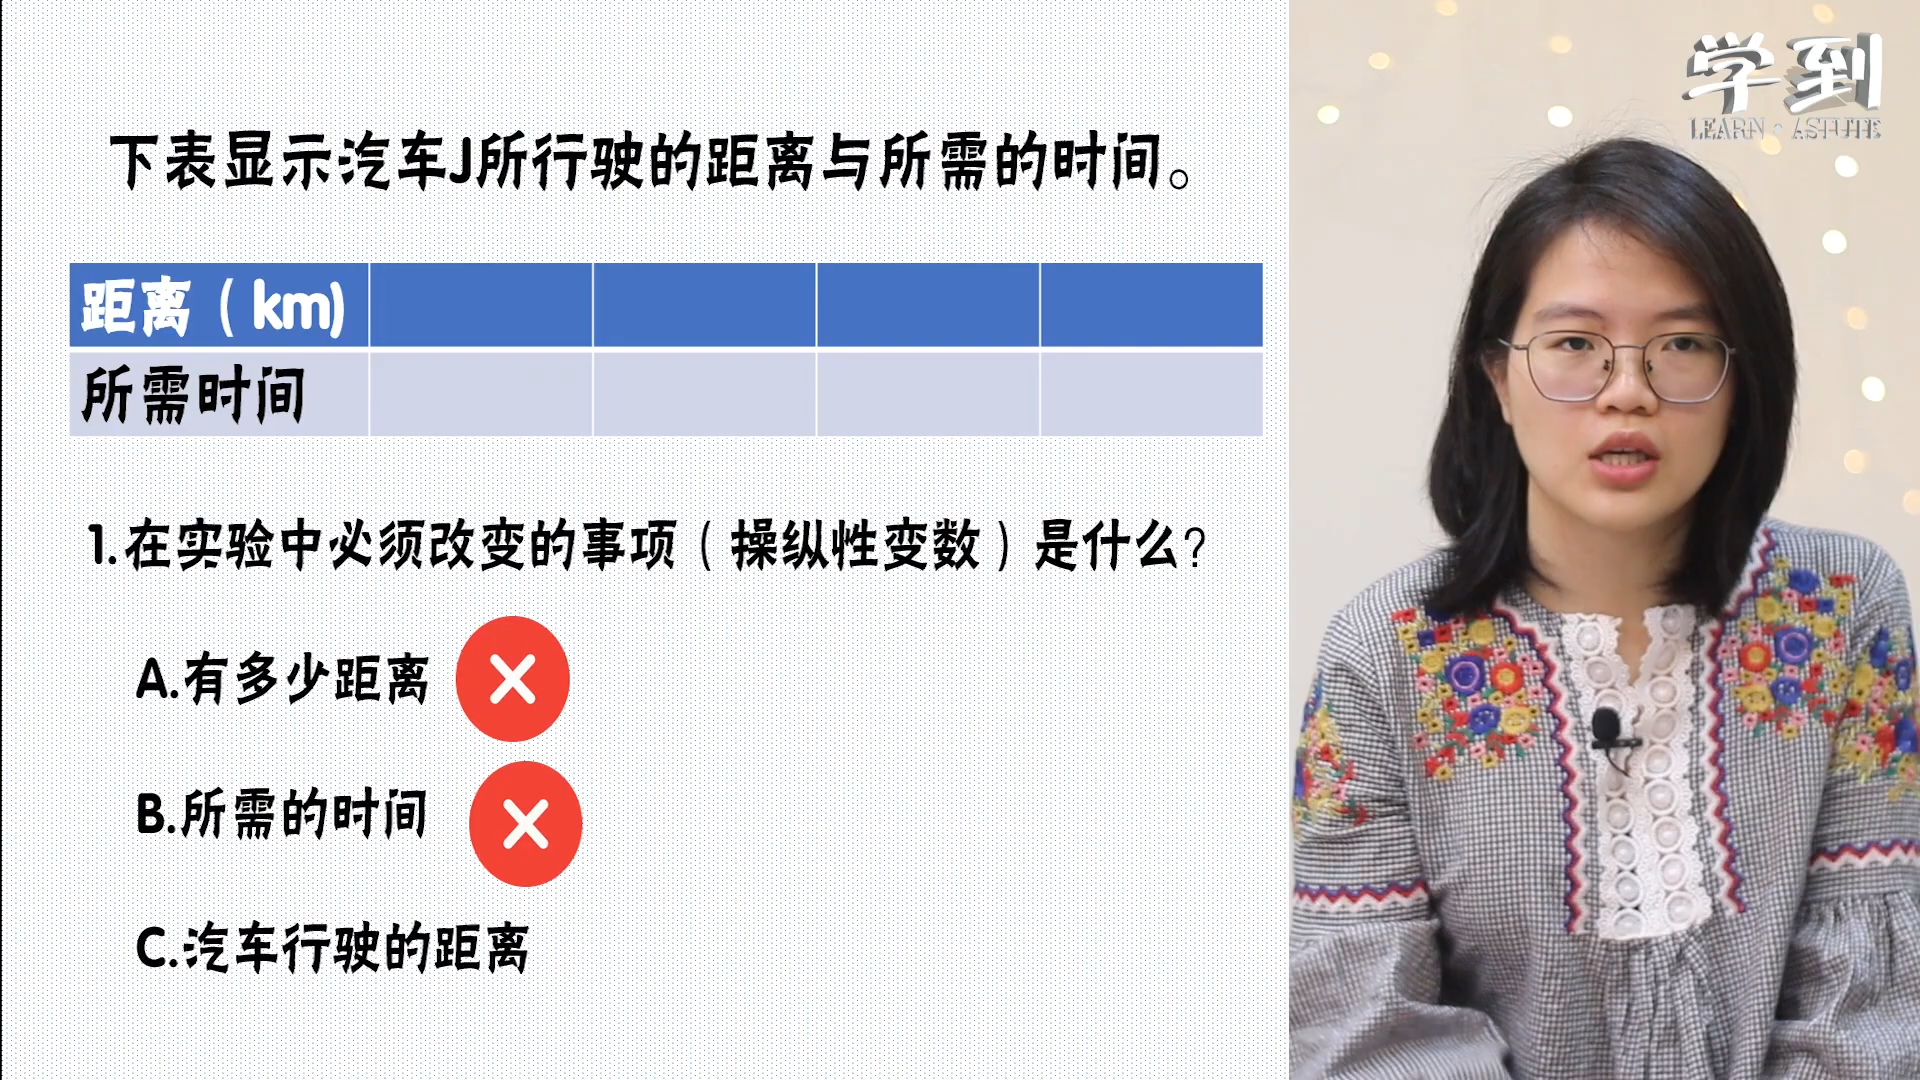 学到
LEARN · ASTUTE
下表显示汽车J所行驶的距离与所需的时间。
距离（km)
所需时间
1.在实验中必须改变的事项（操纵性变数）是什么?
A.有多少距离
B.所需的时间
C.汽车行驶的距离